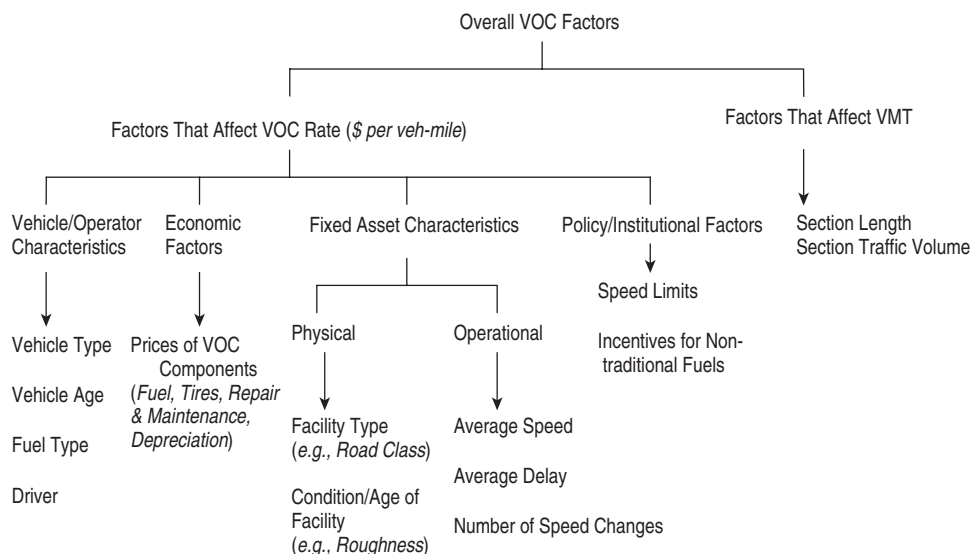 Overall VOC Factors
Factors That Affect VOC Rate ($ per veh-mile)
Factors That Affect VMT
Vehicle/Operator
Characteristics
Economic
Factors
Fixed Asset Characteristics
Policy/Institutional Factors
Section Length
Section Traffic Volume
Vehicle Type
Vehicle Age
Fuel Type
Driver
Prices of VOC
Components
(Fuel, Tires, Repair
& Maintenance,
Depreciation)
Physical
Operational
Speed Limits
Incentives for Non-
traditional Fuels
Facility Type
(e.g., Road Class)
Condition/Age of
Facility
(e.g., Roughness)
Average Speed
Average Delay
Number of Speed Changes